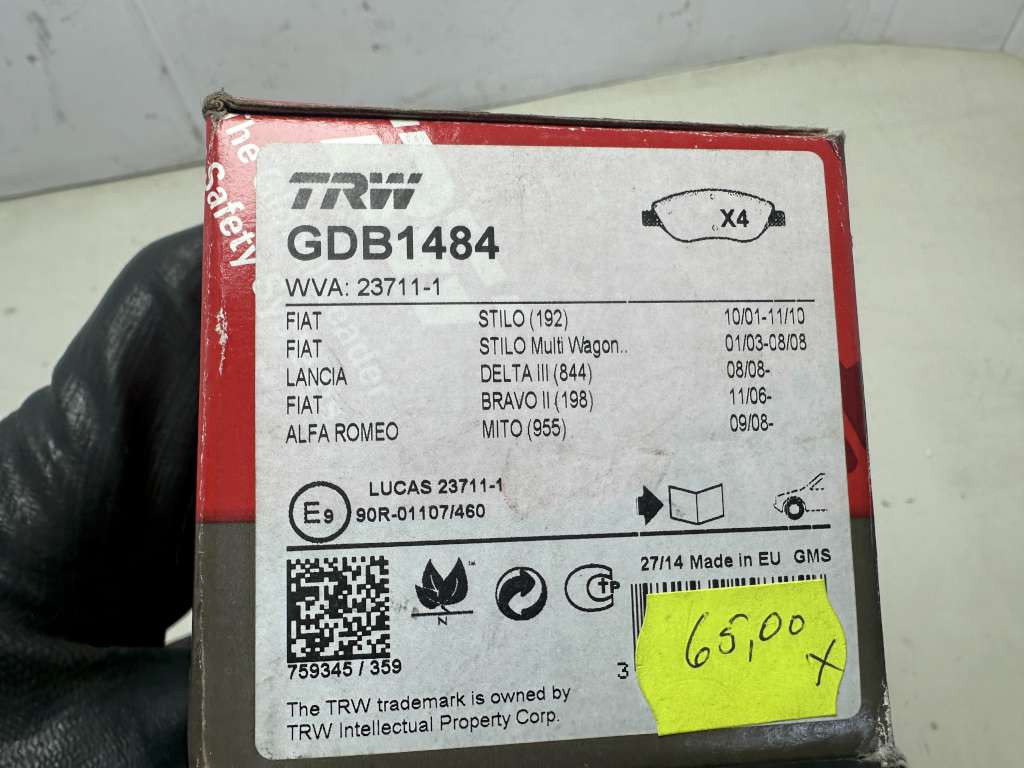 The
Safety
TRW
GDB1484
X4
WVA: 23711-1
FIAT STILO (192) 10/01-11/10
FIAT STILO Multi Wagon.. 01/03-08/08
LANCIA DELTA III (844) 08/08-
FIAT BRAVO II (198) 11/06-
ALFA ROMEO MITO (955) 09/08-
LUCAS 23711-1
E9 90R-01107/460
27/14 Made in EU GMS
TM
N
CTP
759345 / 359
3
65,00
X
The TRW trademark is owned by
TRW Intellectual Property Corp.